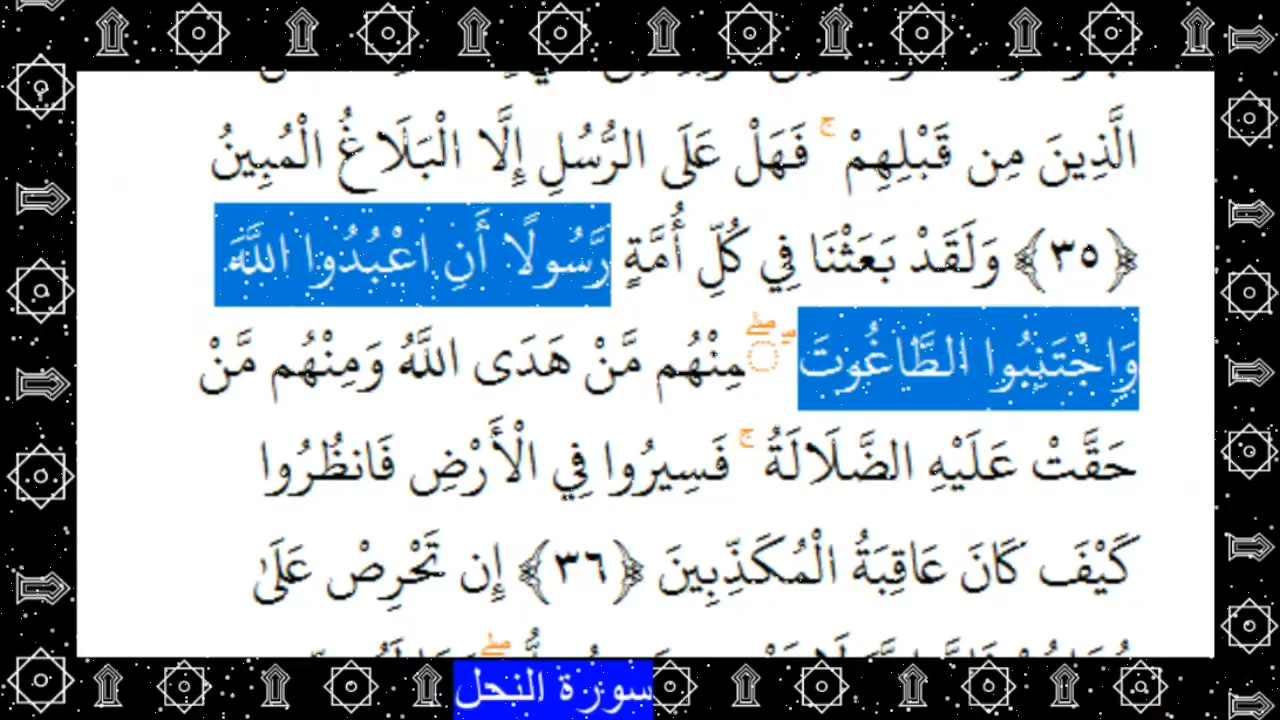 الَّذِينَ مِن قَبْلِهِمْ ۚ فَهَلْ عَلَى الرُّسُلِ إِلَّا الْبَلَاغُ الْمُبِينُ
﴿٣٥﴾ وَلَقَدْ بَعَثْنَا فِي كُلِّ أُمَّةٍ رَّسُولًا أَنِ اعْبُدُوا اللَّهَ
وَاجْتَنِبُوا الطَّاغُوتَ ۖ مِنْهُم مَّنْ هَدَى اللَّهُ وَمِنْهُم مَّنْ
حَقَّتْ عَلَيْهِ الضَّلَالَةُ ۚ فَسِيرُوا فِي الْأَرْضِ فَانظُرُوا
كَيْفَ كَانَ عَاقِبَةُ الْمُكَذِّبِينَ ﴿٣٦﴾ إِن تَحْرِصْ عَلَىٰ
سورة النحل